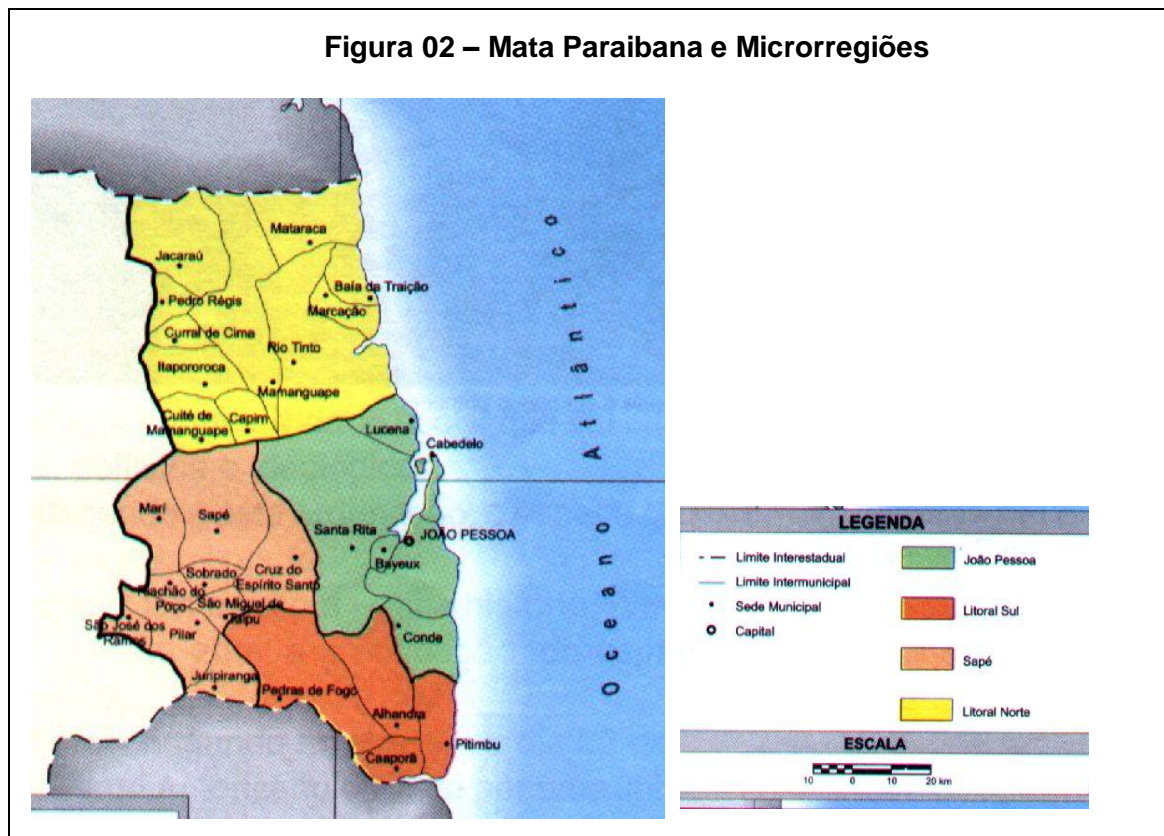 Figura 02 – Mata Paraibana e Microrregiões
Mataraca
Jacaraú
Baía da Traição
Pedro Régis
Marcação
Curral de Cima
Rio Tinto
Itapororoca
Mamanguape
Cuité de
Mamanguape
Capim
Lucena
Cabedelo
Marí
Sapé
Santa Rita
JOÃO PESSOA
Bayeux
Cruz do
Espírito Santo
Sobrado
Riachão do
Poço
São Miguel de
Taipu
São José dos
Ramos
Pilar
Conde
Juripiranga
Pedras de Fogo
Alhandra
Pitimbu
Caaporã
Oceano Atlântico
LEGENDA
Limite Interestadual
Limite Intermunicipal
Sede Municipal
Capital
João Pessoa
Litoral Sul
Sapé
Litoral Norte
ESCALA
10 0 10 20 km